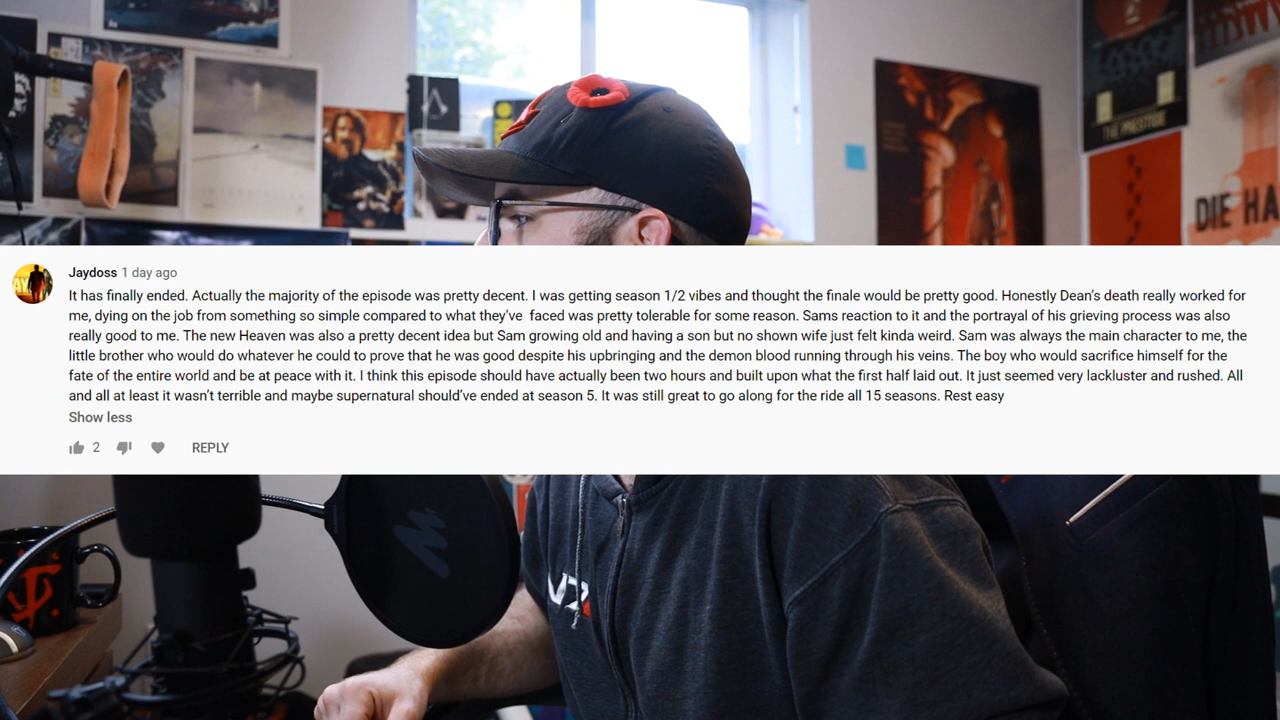 THE PRESTIGE
DIE HA
Jaydoss 1 day ago
It has finally ended. Actually the majority of the episode was pretty decent. I was getting season 1/2 vibes and thought the finale would be pretty good. Honestly Dean’s death really worked for
me, dying on the job from something so simple compared to what they’ve  faced was pretty tolerable for some reason. Sams reaction to it and the portrayal of his grieving process was also
really good to me. The new Heaven was also a pretty decent idea but Sam growing old and having a son but no shown wife just felt kinda weird. Sam was always the main character to me, the
little brother who would do whatever he could to prove that he was good despite his upbringing and the demon blood running through his veins. The boy who would sacrifice himself for the
fate of the entire world and be at peace with it. I think this episode should have actually been two hours and built upon what the first half laid out. It just seemed very lackluster and rushed. All
and all at least it wasn’t terrible and maybe supernatural should’ve ended at season 5. It was still great to go along for the ride all 15 seasons. Rest easy
Show less
2 REPLY